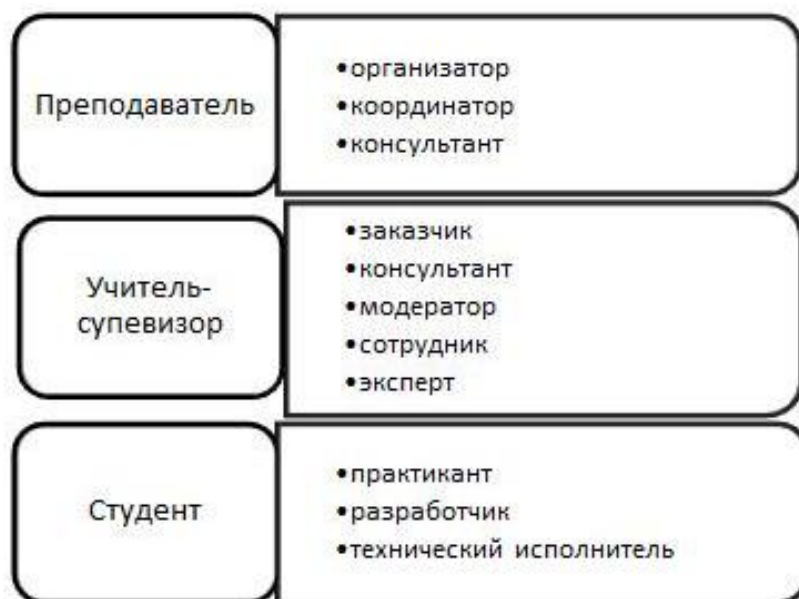 Преподаватель
•организатор
•координатор
•консультант
Учитель-
супевизор
•заказчик
•консультант
•модератор
•сотрудник
•эксперт
Студент
•практикант
•разработчик
•технический исполнитель